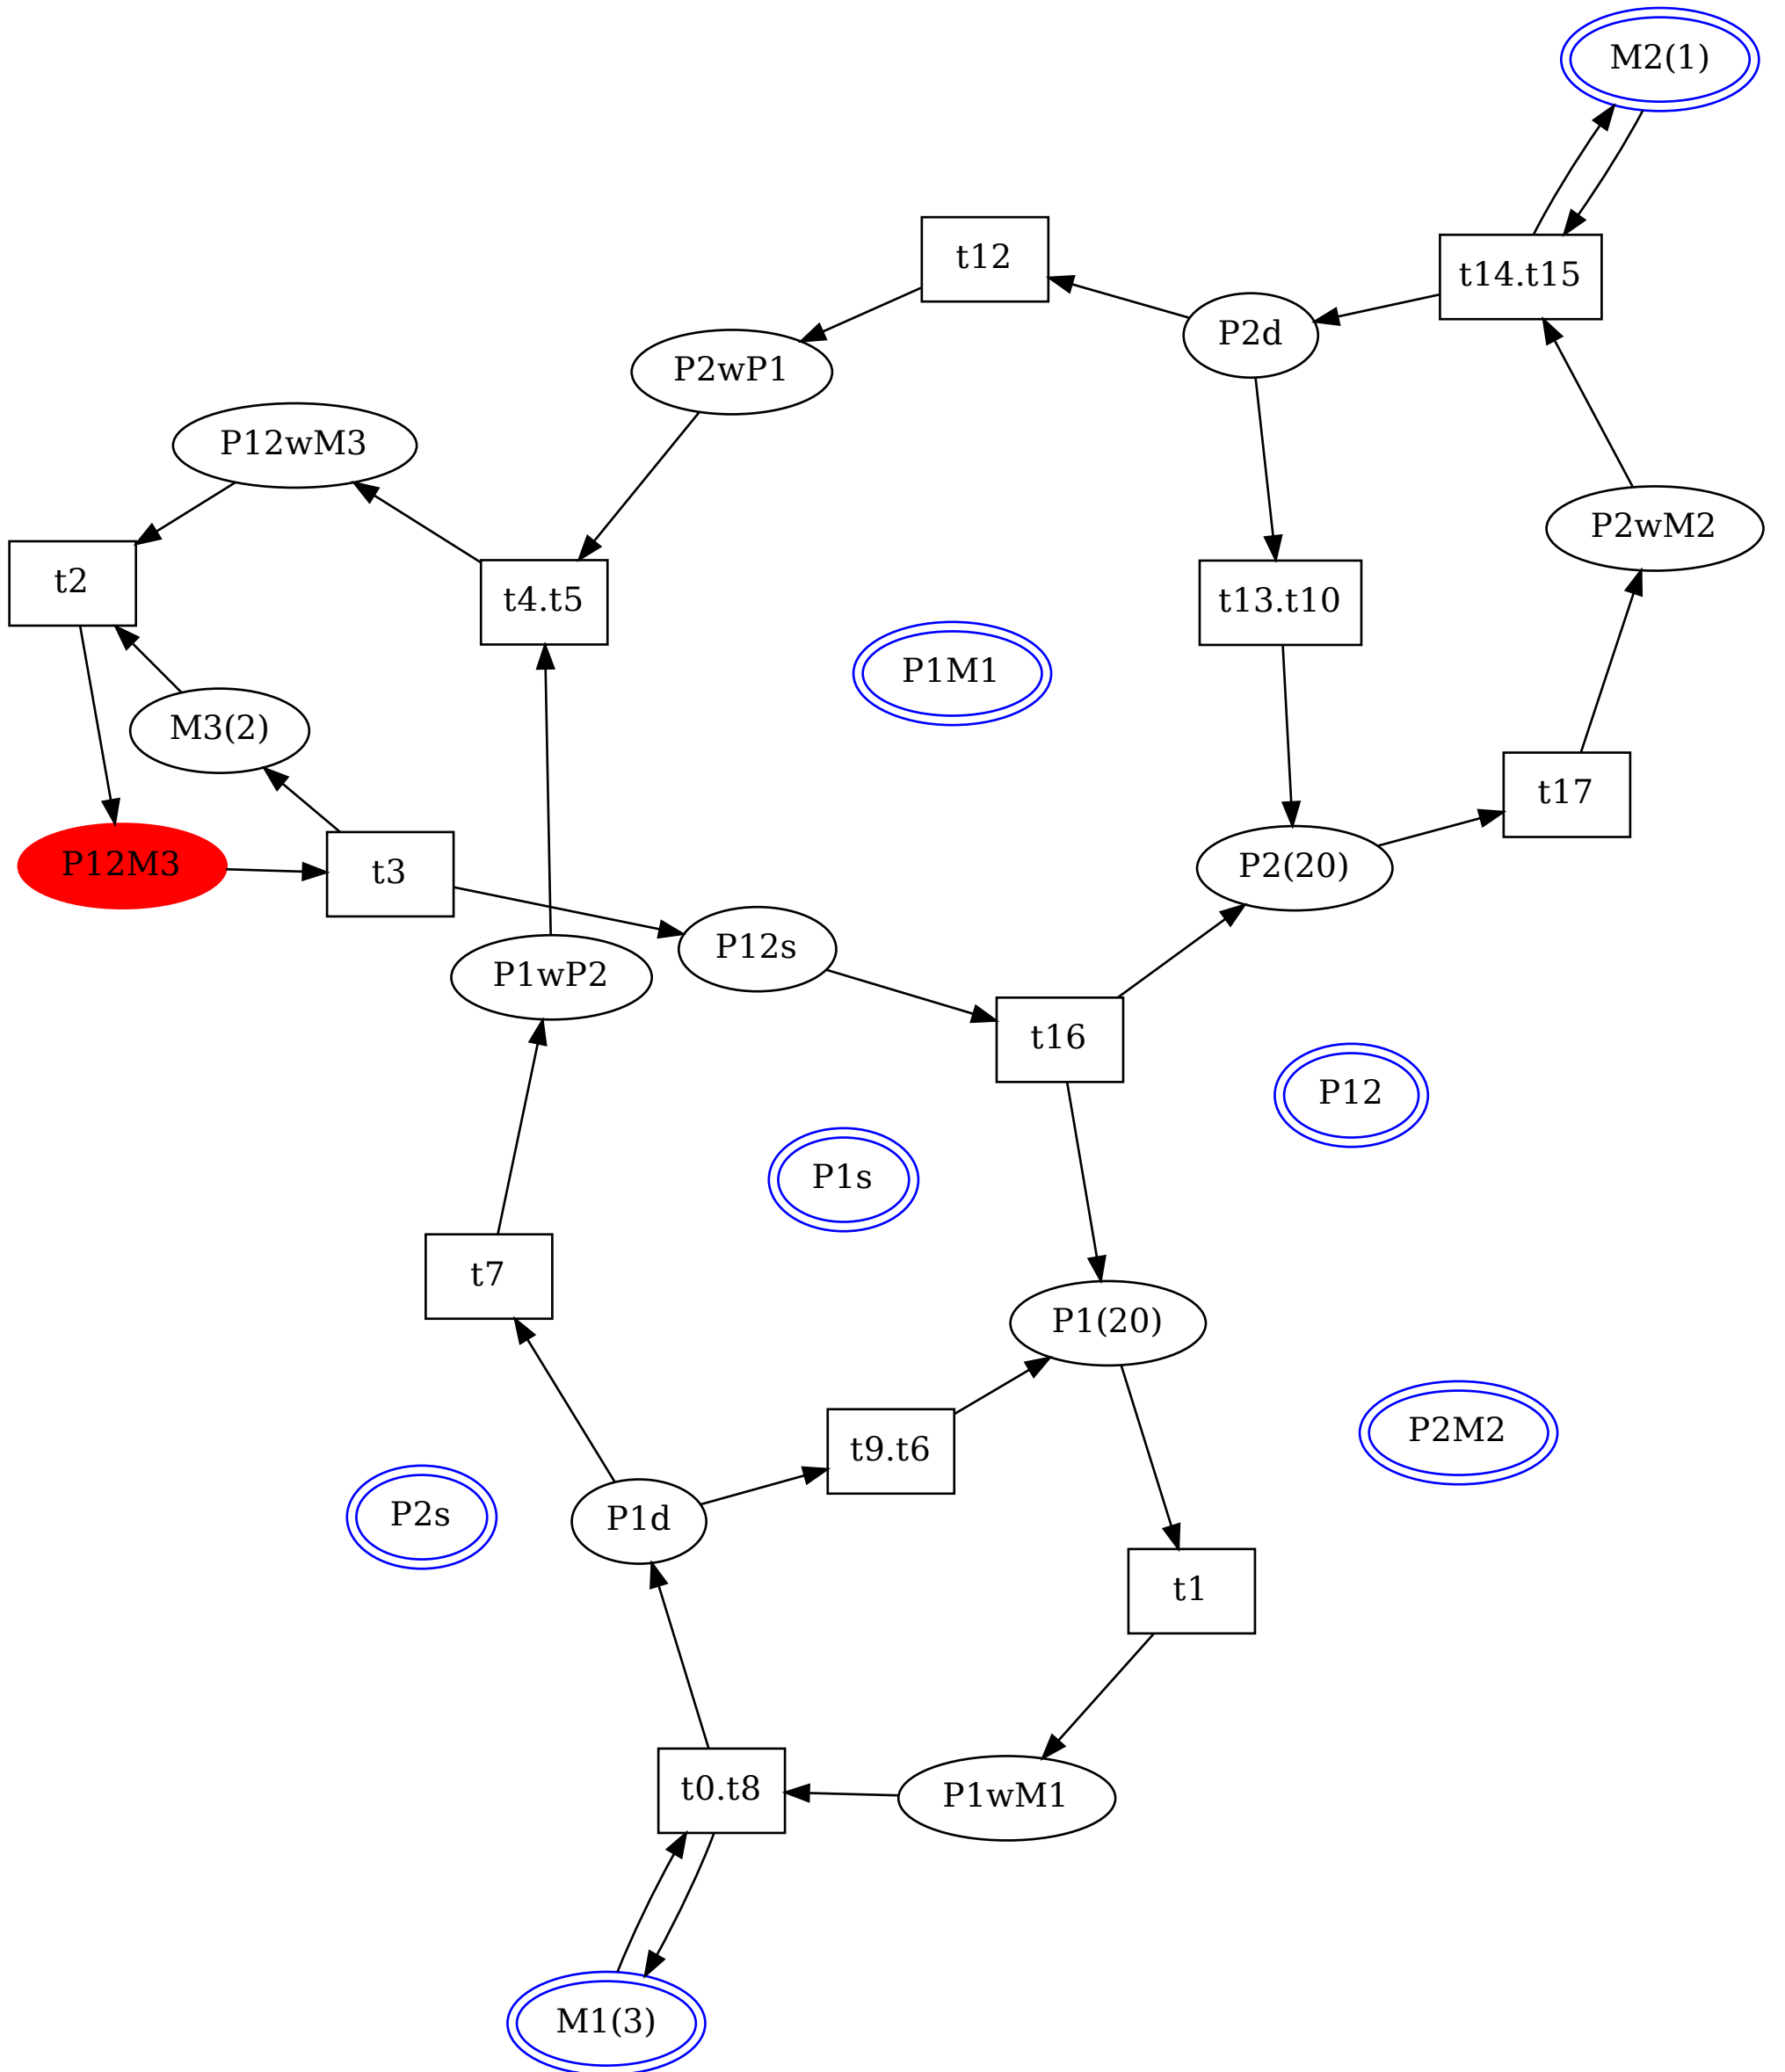 M2(1)
t12
t14.t15
P2d
P2wP1
P12wM3
P2wM2
t2
t4.t5
t13.t10
P1M1
M3(2)
t17
P12M3
t3
P2(20)
P12s
P1wP2
t16
P12
P1s
t7
P1(20)
P2M2
t9.t6
P2s
P1d
t1
t0.t8
P1wM1
M1(3)